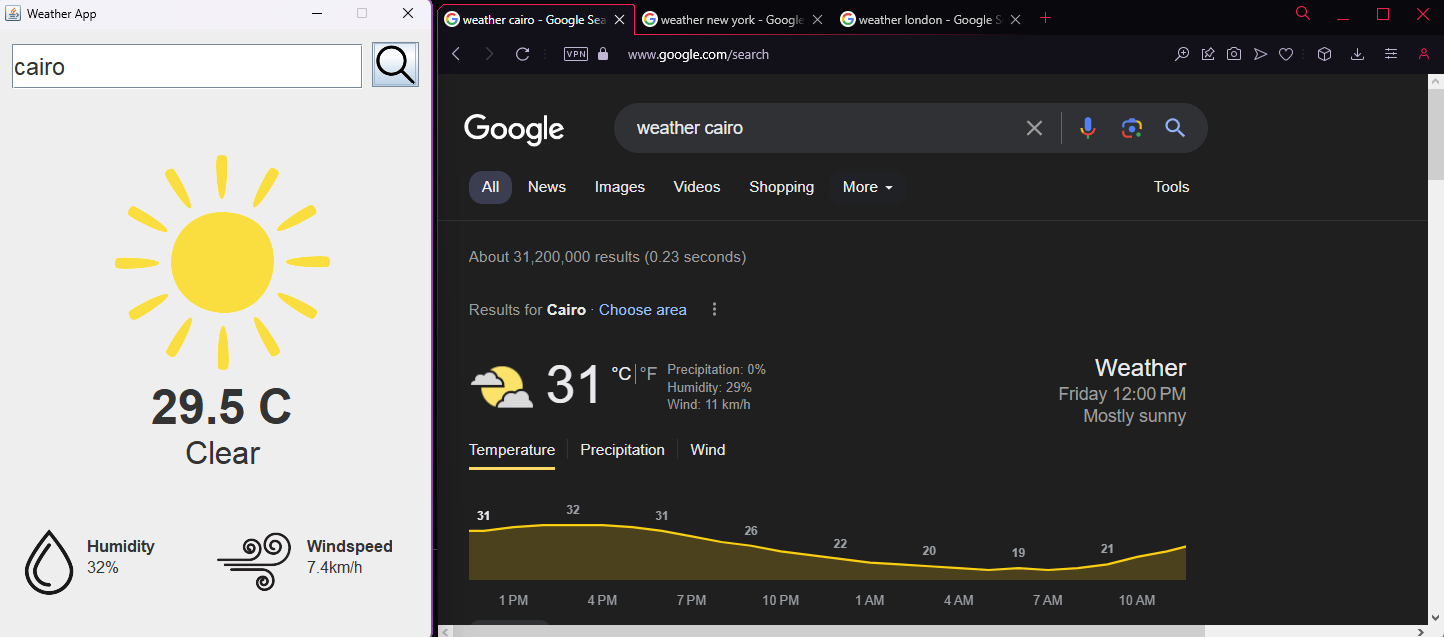 Weather App
cairo
29.5 C
Clear
Humidity
32%
Windspeed
7.4km/h
weather cairo - Google Sea
weather new york - Google
weather london - Google S
VPN
www.google.com/search
Google
weather cairo
All News Images Videos Shopping More Tools
About 31,200,000 results (0.23 seconds)
Results for Cairo · Choose area
31 °C|°F
Precipitation: 0%
Humidity: 29%
Wind: 11 km/h
Weather
Friday 12:00 PM
Mostly sunny
Temperature Precipitation Wind
31 32 31 26 22 20 19 21
1 PM 4 PM 7 PM 10 PM 1 AM 4 AM 7 AM 10 AM